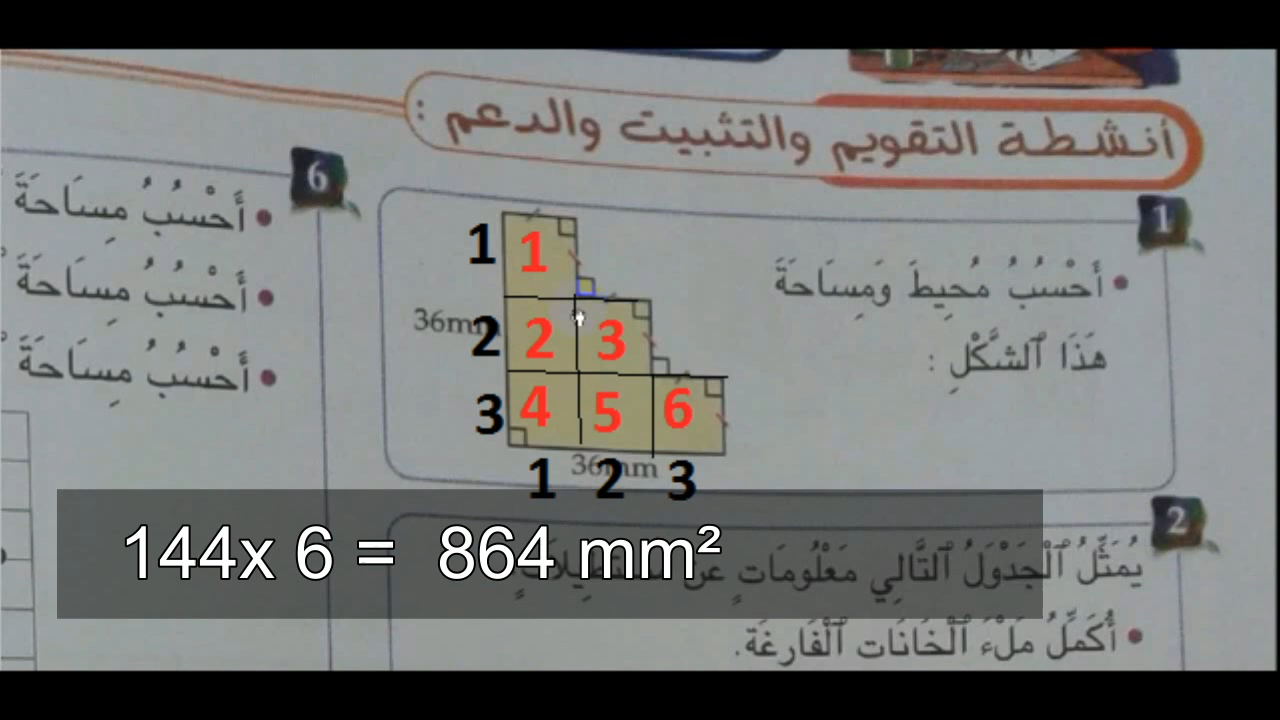 أنشطة التقويم والتثبيت والدعم :
1
أَحْسُبُ مُحِيطَ وَمِسَاحَةَ
هَذَا ٱلشَّكْلِ :
1
2
3
36mm
1
2
3
4
5
6
36mm
1
2
3
6
أَحْسُبُ مِسَاحَةَ
أَحْسُبُ مِسَاحَةَ
أَحْسُبُ مِسَاحَةَ
144x 6 = 864 mm²
2
يُمَثِّلُ ٱلْجَدْوَلُ ٱلتَّالِي مَعْلُومَاتٍ عَنْ مُسْتَطِيلَاتٍ
أُكَمِّلُ مَلْءَ ٱلْخَانَات ٱلْفَارِغَة.